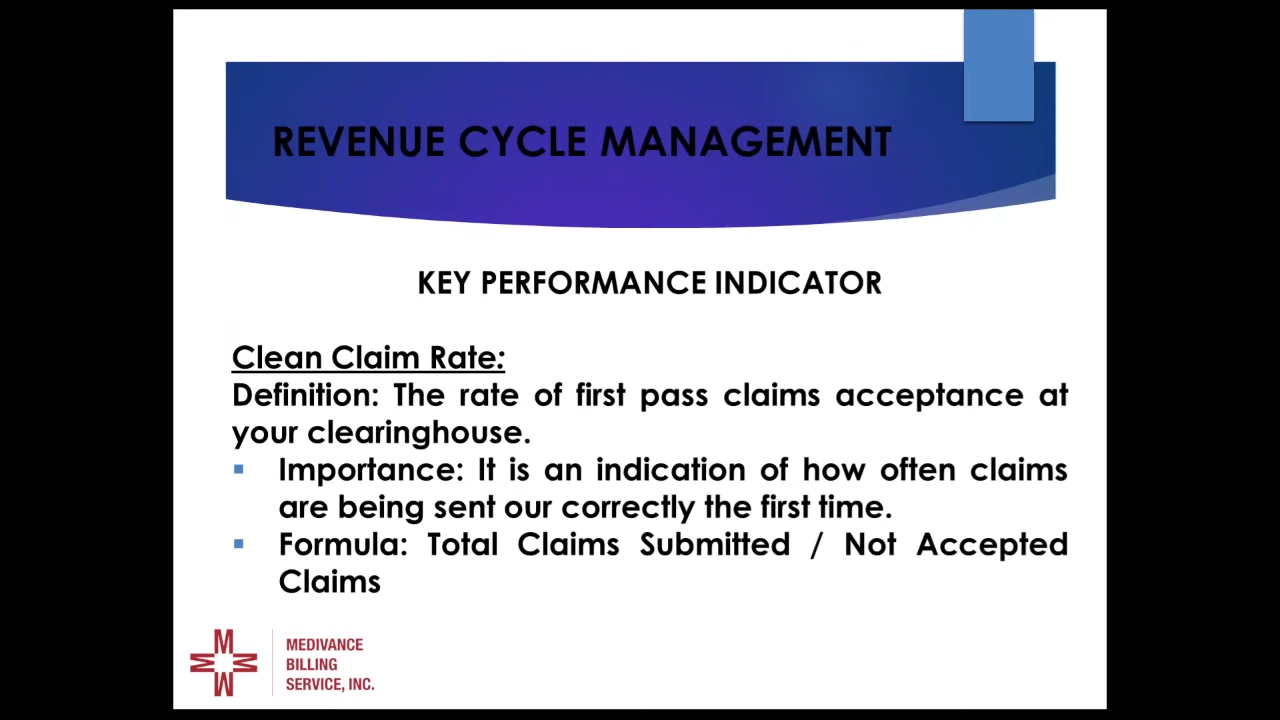 REVENUE CYCLE MANAGEMENT
KEY PERFORMANCE INDICATOR
Clean Claim Rate:
Definition: The rate of first pass claims acceptance at
your clearinghouse.
▪ Importance: It is an indication of how often claims
are being sent our correctly the first time.
▪ Formula: Total Claims Submitted / Not Accepted
Claims
MEDIVANCE
BILLING
SERVICE, INC.